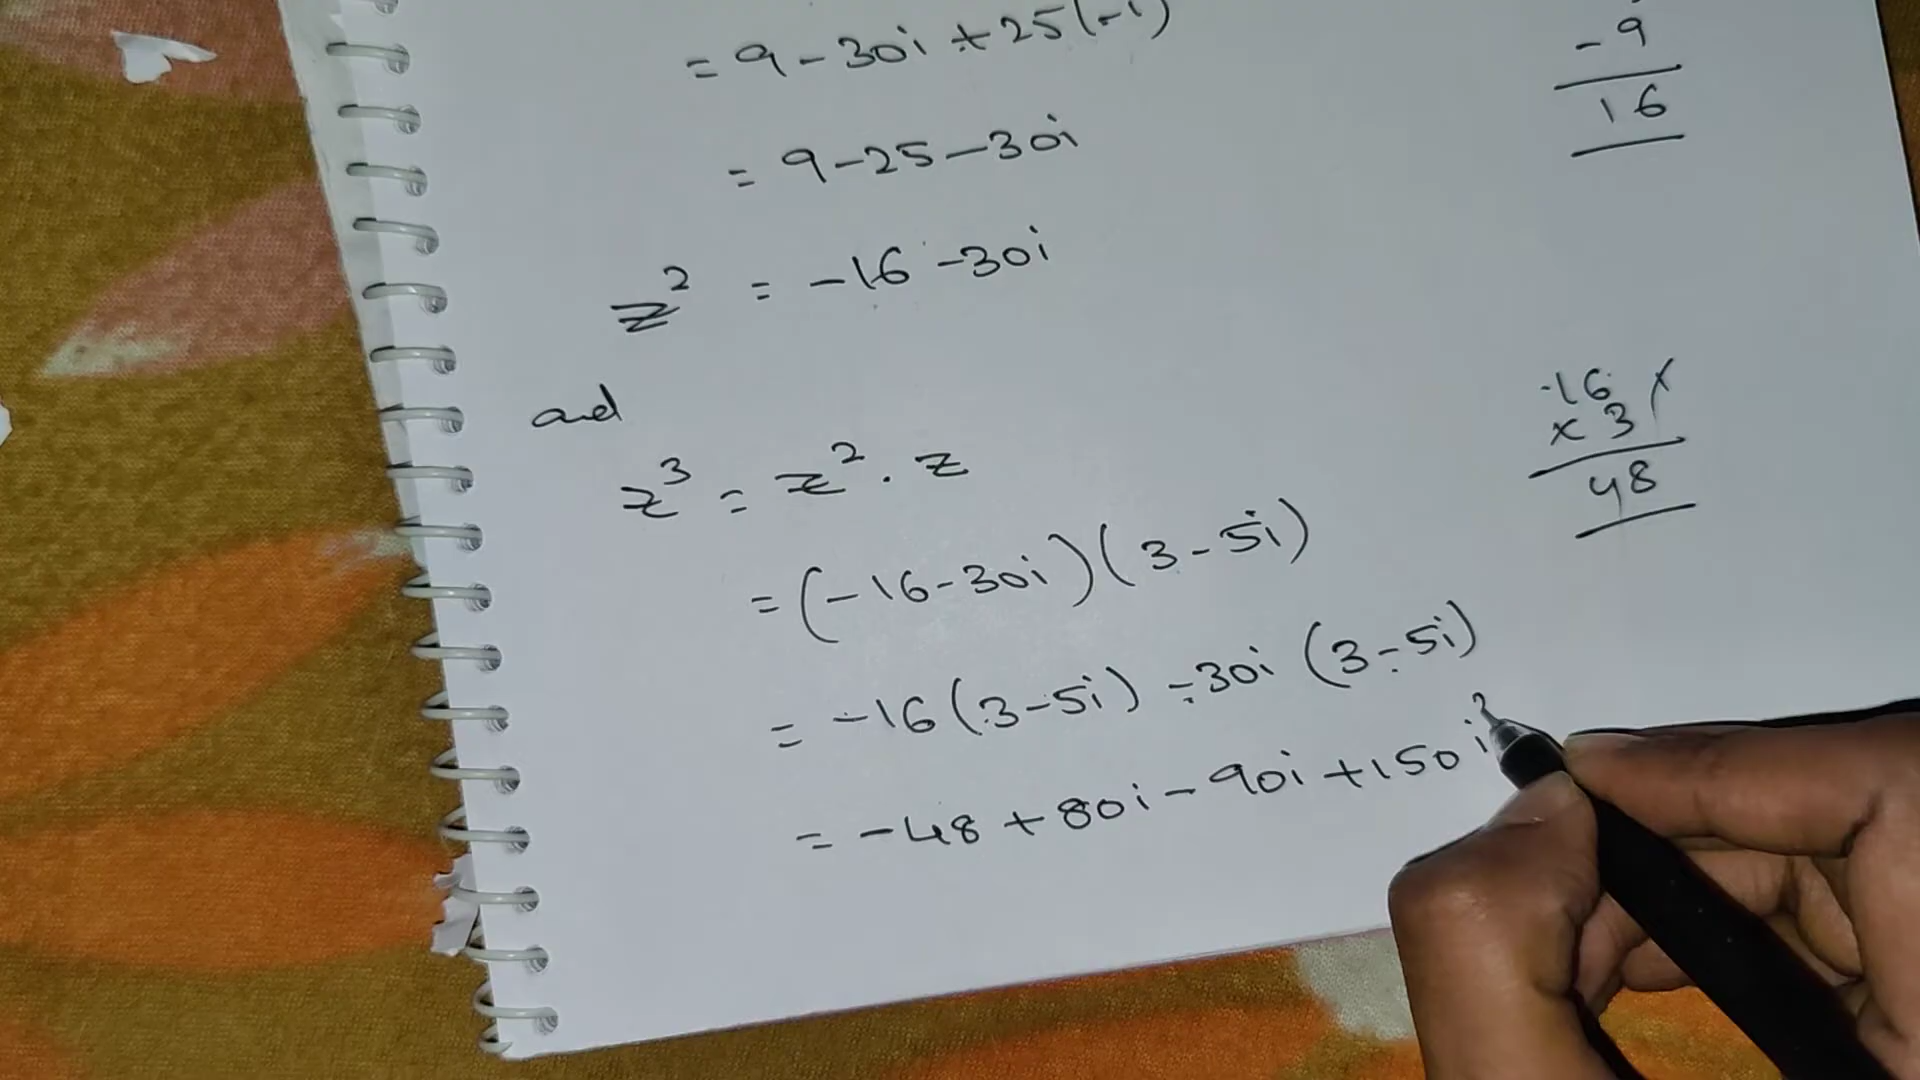 = 9 - 30i + 25(-1)
= 9 - 25 - 30i
z² = -16 - 30i
and
z³ = z² . z
= (-16 - 30i)(3 - 5i)
= -16(3 - 5i) - 30i(3 - 5i)
= -48 + 80i - 90i + 150i²
- 9
16
16
x 3
48